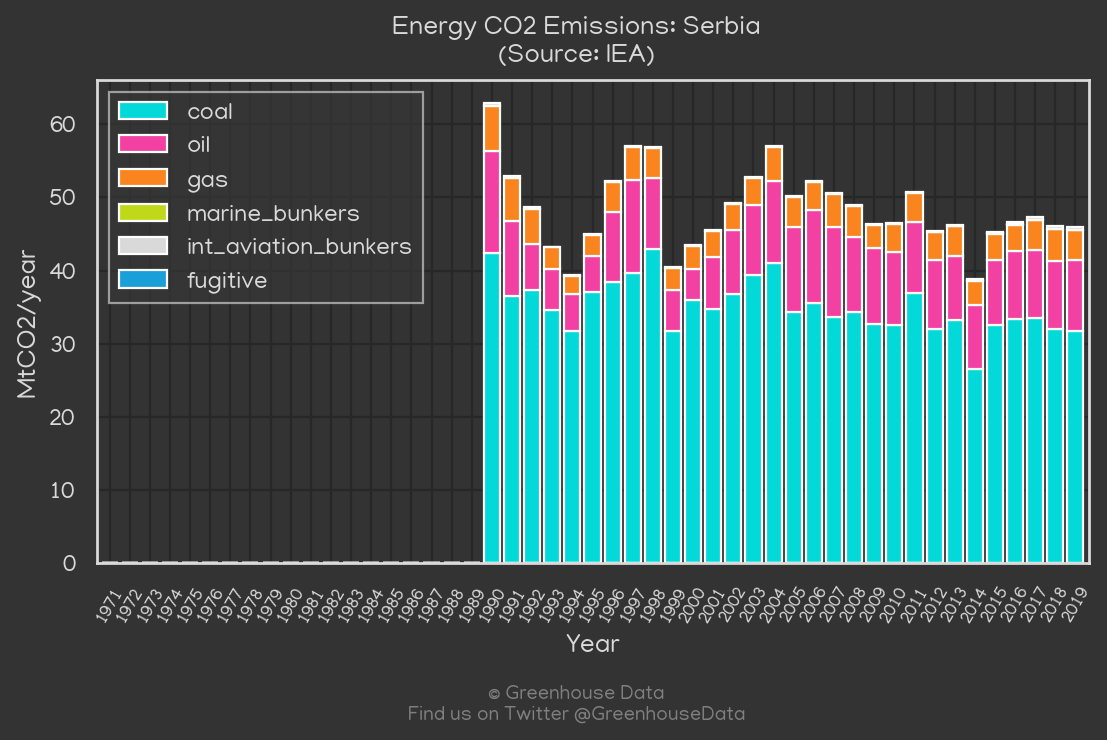 Energy CO2 Emissions: Serbia
(Source: IEA)
coal
oil
gas
marine_bunkers
int_aviation_bunkers
fugitive
MtCO2/year
60
50
40
30
20
10
0
1971 1972 1973 1974 1975 1976 1977 1978 1979 1980 1981 1982 1983 1984 1985 1986 1987 1988 1989 1990 1991 1992 1993 1994 1995 1996 1997 1998 1999 2000 2001 2002 2003 2004 2005 2006 2007 2008 2009 2010 2011 2012 2013 2014 2015 2016 2017 2018 2019
Year
© Greenhouse Data
Find us on Twitter @GreenhouseData